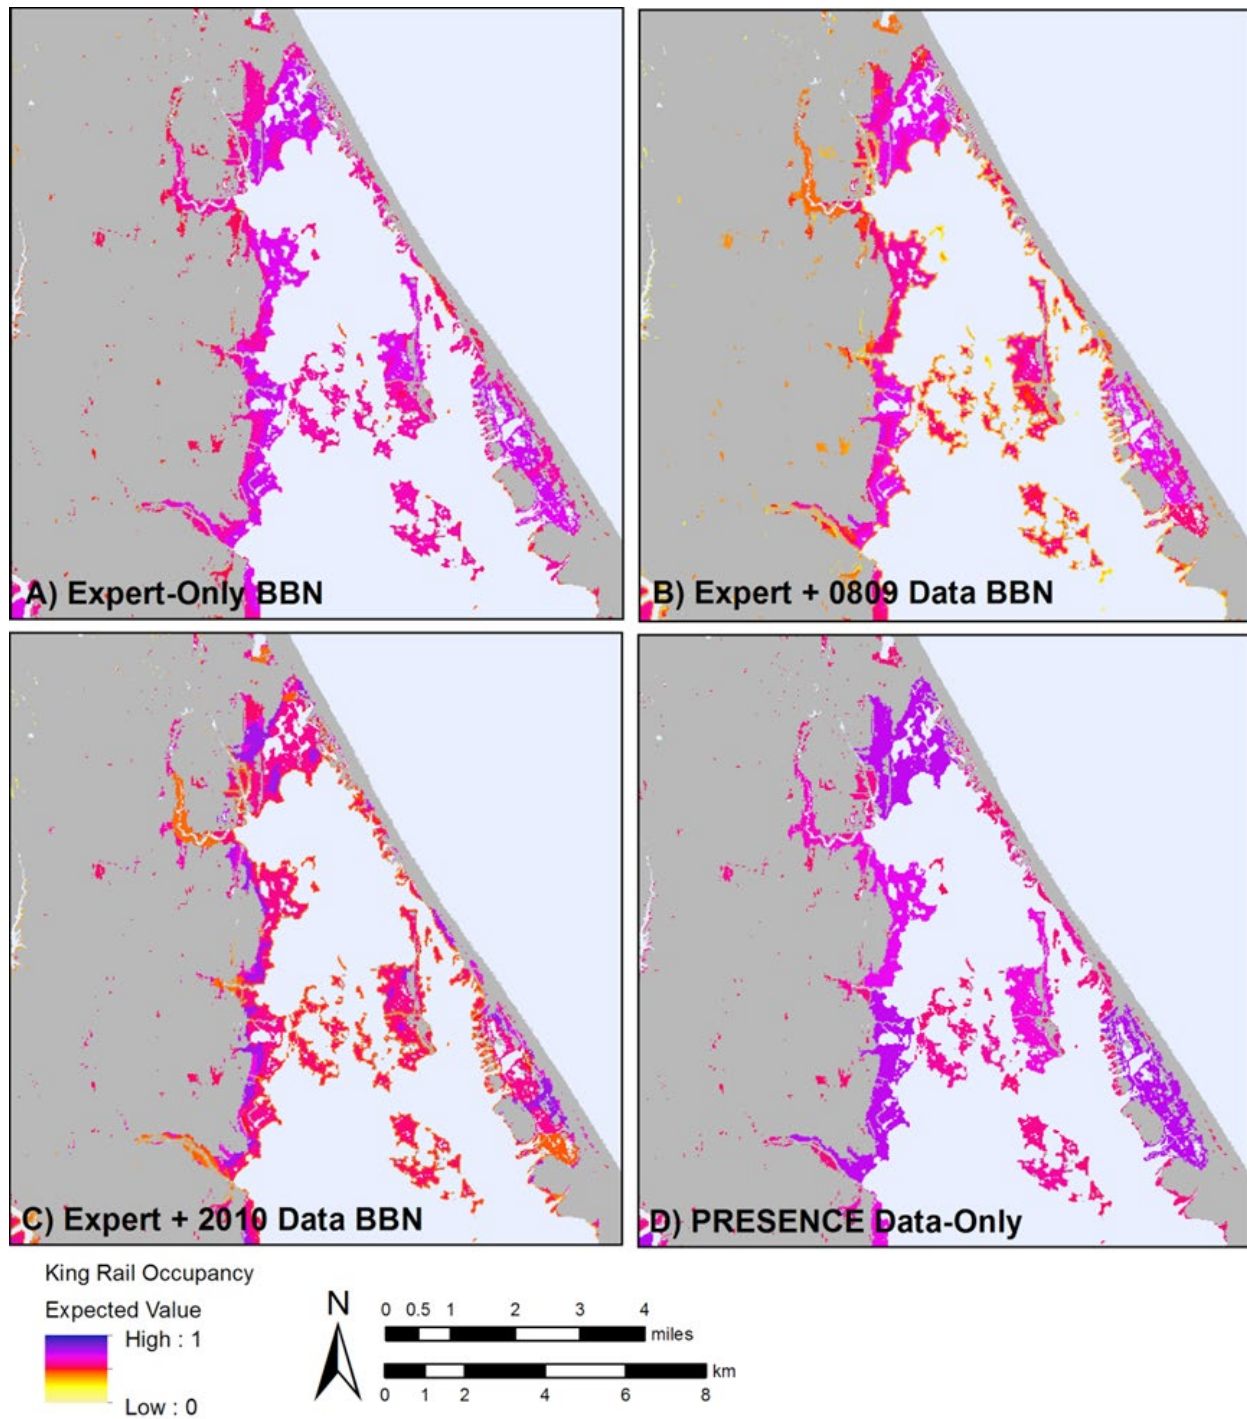 A) Expert-Only BBN
B) Expert + 0809 Data BBN
C) Expert + 2010 Data BBN
D) PRESENCE Data-Only
King Rail Occupancy
Expected Value
High : 1
Low : 0
N
0 0.5 1 2 3 4
miles
km
0 1 2 4 6 8